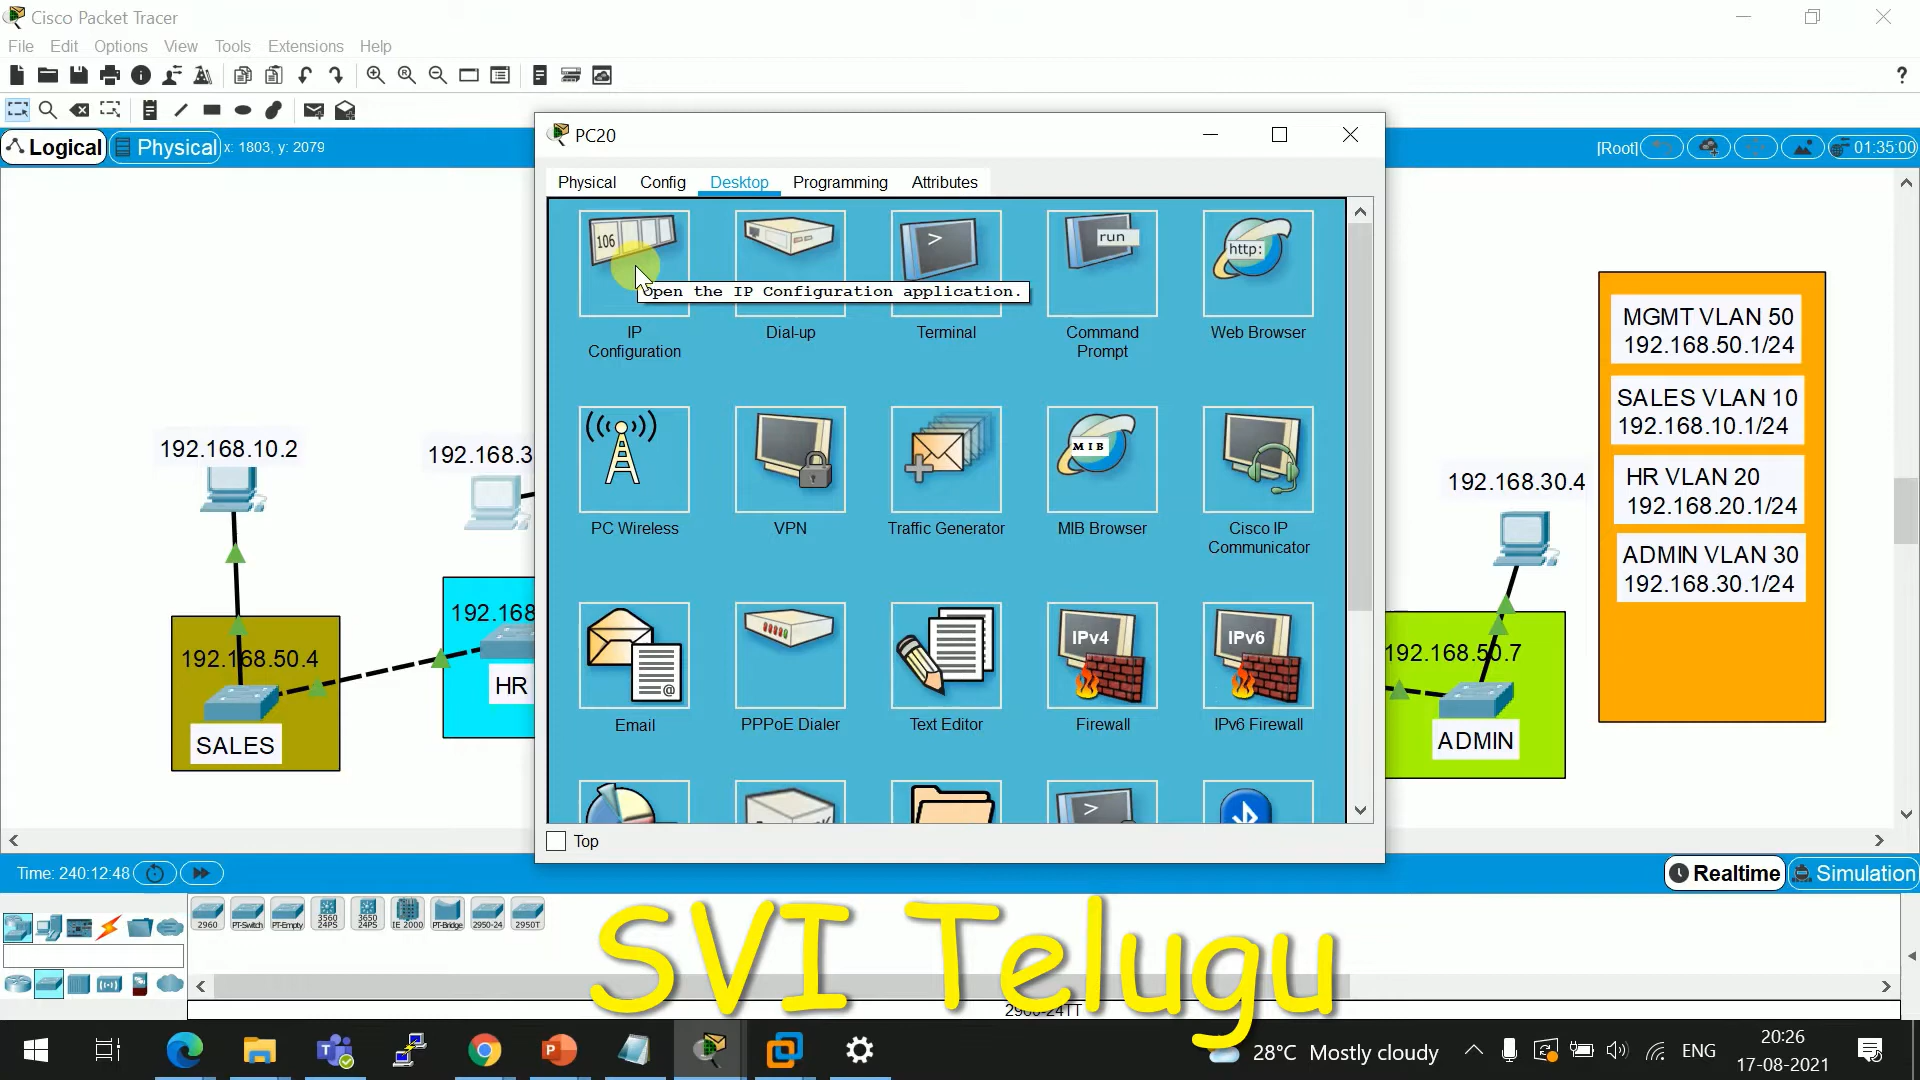 Cisco Packet Tracer
File Edit Options View Tools Extensions Help
?
Logical Physical x: 1803, y: 2079
[Root] 01:35:00
PC20
Physical Config Desktop Programming Attributes
106 > run http:
Open the IP Configuration application.
IP Configuration
Dial-up
Terminal
Command Prompt
Web Browser
MIB
PC Wireless
VPN
Traffic Generator
MIB Browser
Cisco IP Communicator
@
IPv4
IPv6
Email
PPPoE Dialer
Text Editor
Firewall
IPv6 Firewall
>
Top
192.168.10.2
192.168.3
192.168.50.4
SALES
192.168
HR
192.168.30.4
192.168.50.7
ADMIN
MGMT VLAN 50
192.168.50.1/24
SALES VLAN 10
192.168.10.1/24
HR VLAN 20
192.168.20.1/24
ADMIN VLAN 30
192.168.30.1/24
Time: 240:12:48
Realtime Simulation
2960 PT-Switch PT-Empty 3560 24PS 3650 24PS IE 2000 PT-Bridge 2950-24 2950T
SVI Telugu
28°C Mostly cloudy
ENG
20:26
17-08-2021